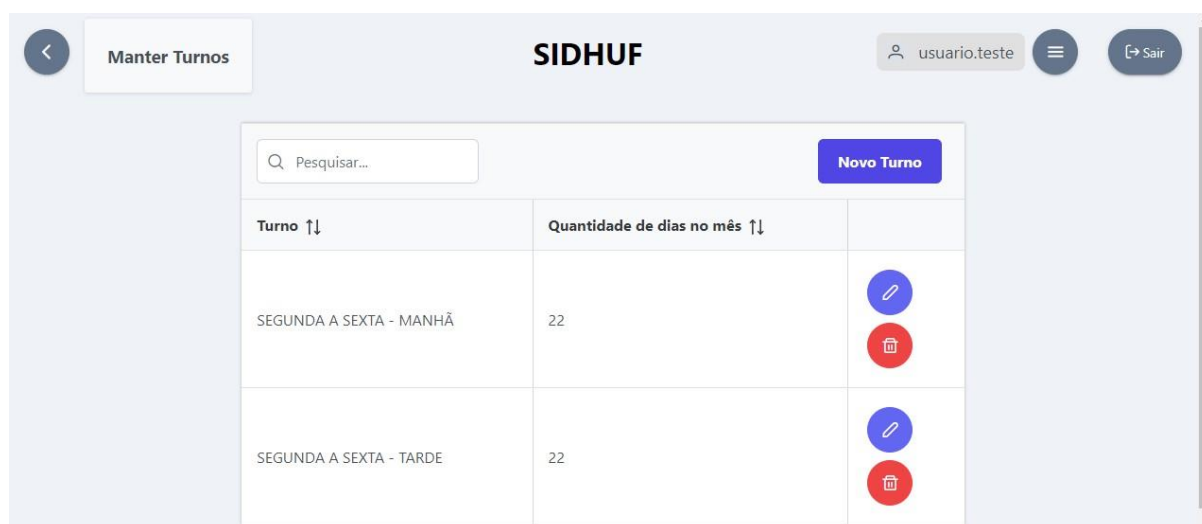 Manter Turnos
SIDHUF
usuario.teste
Sair
Pesquisar...
Novo Turno
Turno
Quantidade de dias no mês
SEGUNDA A SEXTA - MANHÃ
22
SEGUNDA A SEXTA - TARDE
22